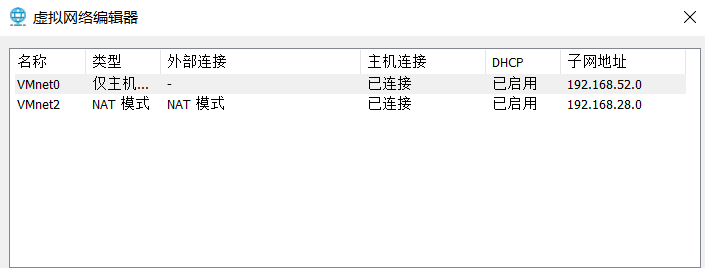 虚拟网络编辑器
名称 类型 外部连接 主机连接 DHCP 子网地址
VMnet0 仅主机... - 已连接 已启用 192.168.52.0
VMnet2 NAT 模式 NAT 模式 已连接 已启用 192.168.28.0